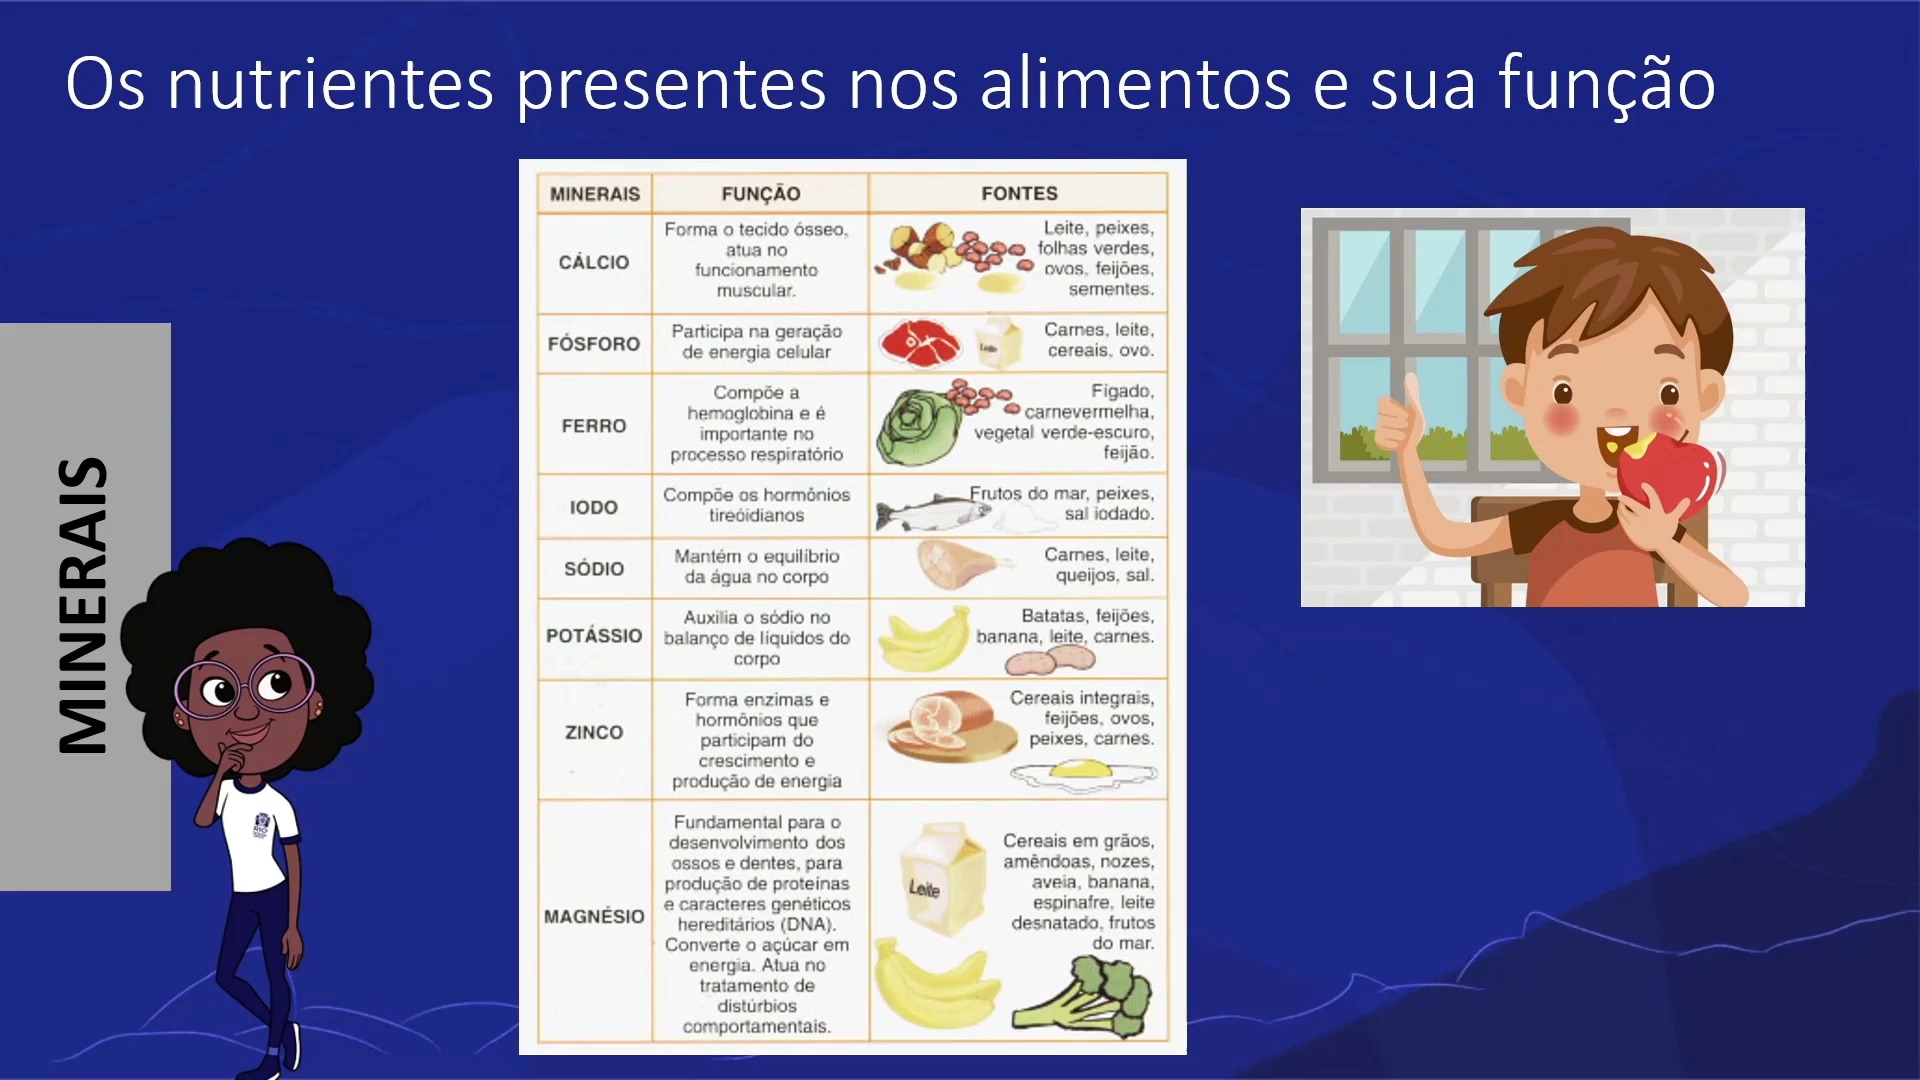 Os nutrientes presentes nos alimentos e sua função
MINERAIS
MINERAIS FUNÇÃO FONTES
CÁLCIO
Forma o tecido ósseo,
atua no
funcionamento
muscular.
Leite, peixes,
folhas verdes,
ovos, feijões,
sementes.
FÓSFORO
Participa na geração
de energia celular
Leite
Carnes, leite,
cereais, ovo.
FERRO
Compõe a
hemoglobina e é
importante no
processo respiratório
Fígado,
carnevermelha,
vegetal verde-escuro,
feijão.
IODO
Compõe os hormônios
tireóidianos
Frutos do mar, peixes,
sal iodado.
SÓDIO
Mantém o equilíbrio
da água no corpo
Carnes, leite,
queijos, sal.
POTÁSSIO
Auxilia o sódio no
balanço de líquidos do
corpo
Batatas, feijões,
banana, leite, carnes.
ZINCO
Forma enzimas e
hormônios que
participam do
crescimento e
produção de energia
Cereais integrais,
feijões, ovos,
peixes, carnes.
MAGNÉSIO
Fundamental para o
desenvolvimento dos
ossos e dentes, para
produção de proteínas
e caracteres genéticos
hereditários (DNA).
Converte o açúcar em
energia. Atua no
tratamento de
distúrbios
comportamentais.
Leite
Cereais em grãos,
amêndoas, nozes,
aveia, banana,
espinafre, leite
desnatado, frutos
do mar.
RIO